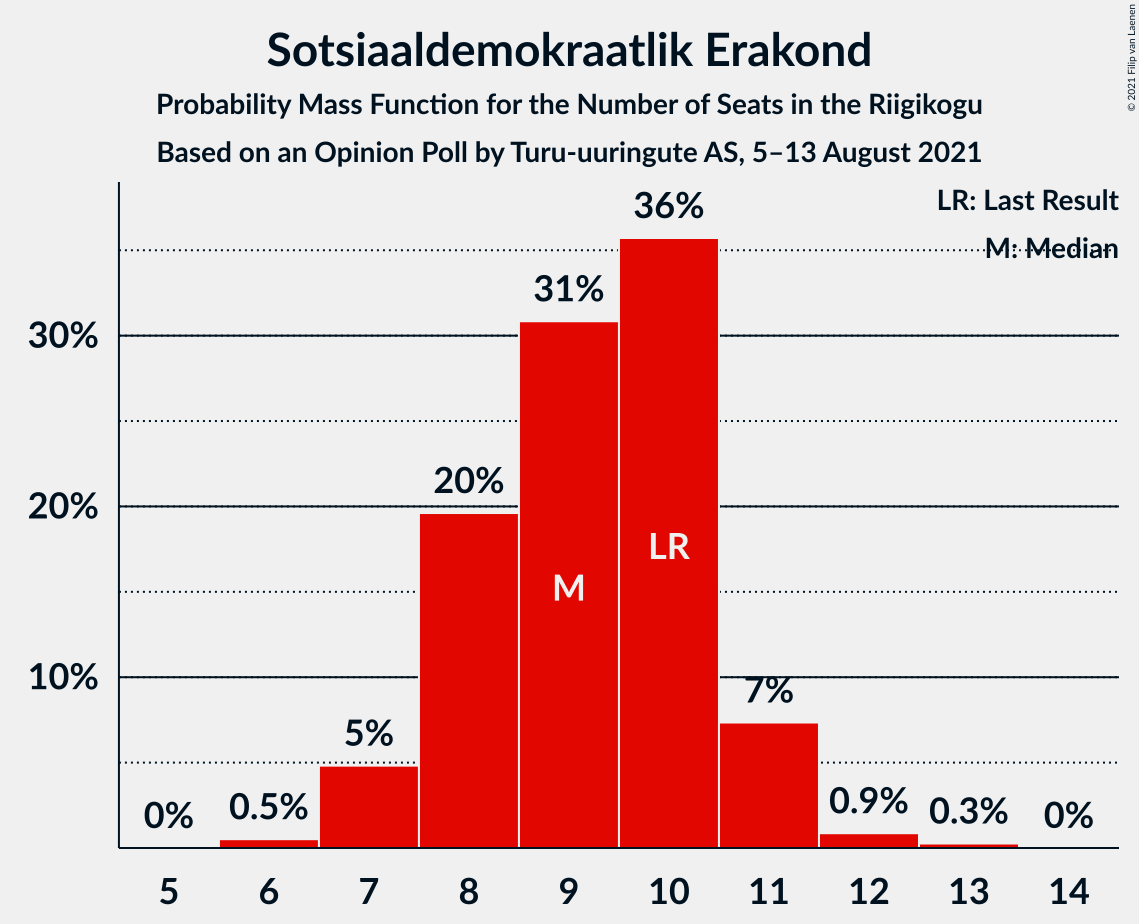 Sotsiaaldemokraatlik Erakond
Probability Mass Function for the Number of Seats in the Riigikogu
Based on an Opinion Poll by Turu-uuringute AS, 5–13 August 2021
© 2021 Filip van Laenen
LR: Last Result
M: Median
30%
20%
10%
0%
0.5%
5%
20%
31%
36%
7%
0.9%
0.3%
0%
M
LR
5 6 7 8 9 10 11 12 13 14